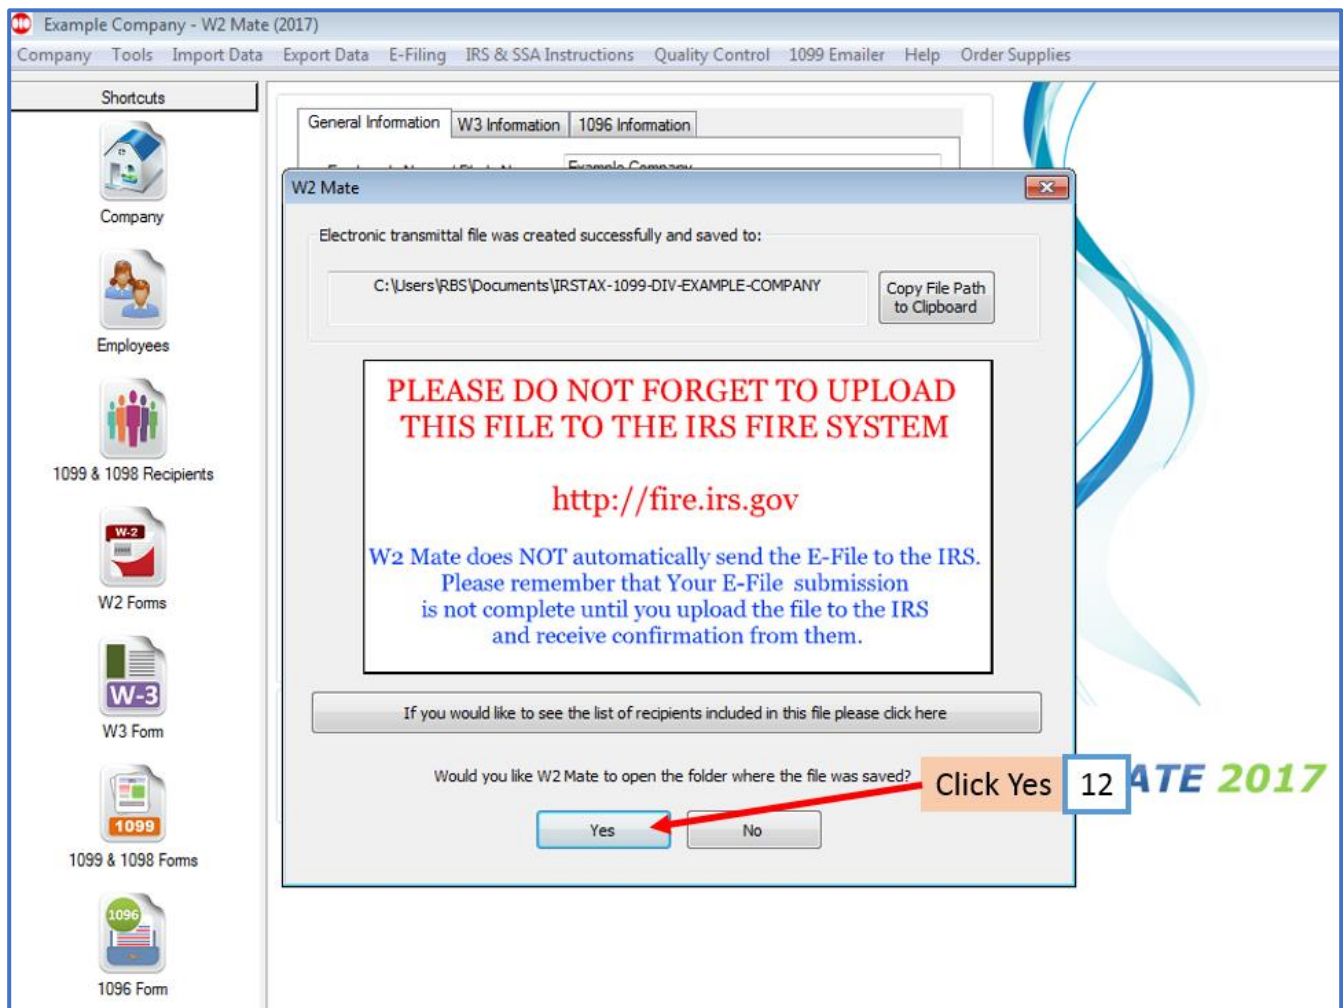 Example Company - W2 Mate (2017)
Company Tools Import Data Export Data E-Filing IRS & SSA Instructions Quality Control 1099 Emailer Help Order Supplies
Shortcuts
Company
Employees
1099 & 1098 Recipients
W-2
W2 Forms
W-3
W3 Form
1099
1099 & 1098 Forms
1096
1096 Form
General Information W3 Information 1096 Information
Example Company
W2 Mate
Electronic transmittal file was created successfully and saved to:
C:\Users\RBS\Documents\IRSTAX-1099-DIV-EXAMPLE-COMPANY
Copy File Path
to Clipboard
PLEASE DO NOT FORGET TO UPLOAD
THIS FILE TO THE IRS FIRE SYSTEM
http://fire.irs.gov
W2 Mate does NOT automatically send the E-File to the IRS.
Please remember that Your E-File submission
is not complete until you upload the file to the IRS
and receive confirmation from them.
If you would like to see the list of recipients included in this file please click here
Would you like W2 Mate to open the folder where the file was saved?
Click Yes 12
ATE 2017
Yes No